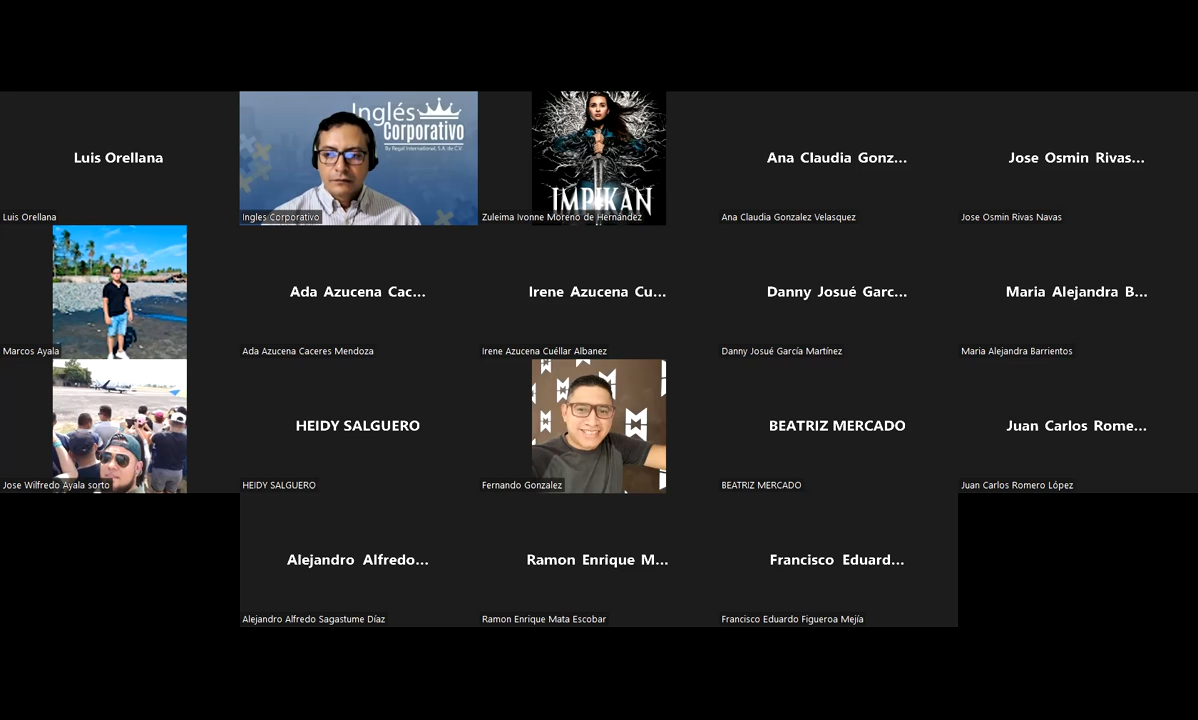 Luis Orellana
Luis Orellana
Inglés
Corporativo
By Regal International, S.A. de C.V.
Ingles Corporativo
IMPIKAN
Zuleima Ivonne Moreno de Hernández
Ana Claudia Gonz...
Ana Claudia Gonzalez Velasquez
Jose Osmin Rivas...
Jose Osmin Rivas Navas
Marcos Ayala
Ada Azucena Cac...
Ada Azucena Caceres Mendoza
Irene Azucena Cu...
Irene Azucena Cuéllar Albanez
Danny Josué Garc...
Danny Josué García Martínez
Maria Alejandra B...
Maria Alejandra Barrientos
Jose Wilfredo Ayala sorto
HEIDY SALGUERO
HEIDY SALGUERO
Fernando Gonzalez
BEATRIZ MERCADO
BEATRIZ MERCADO
Juan Carlos Rome...
Juan Carlos Romero López
Alejandro Alfredo...
Alejandro Alfredo Sagastume Díaz
Ramon Enrique M...
Ramon Enrique Mata Escobar
Francisco Eduard...
Francisco Eduardo Figueroa Mejía